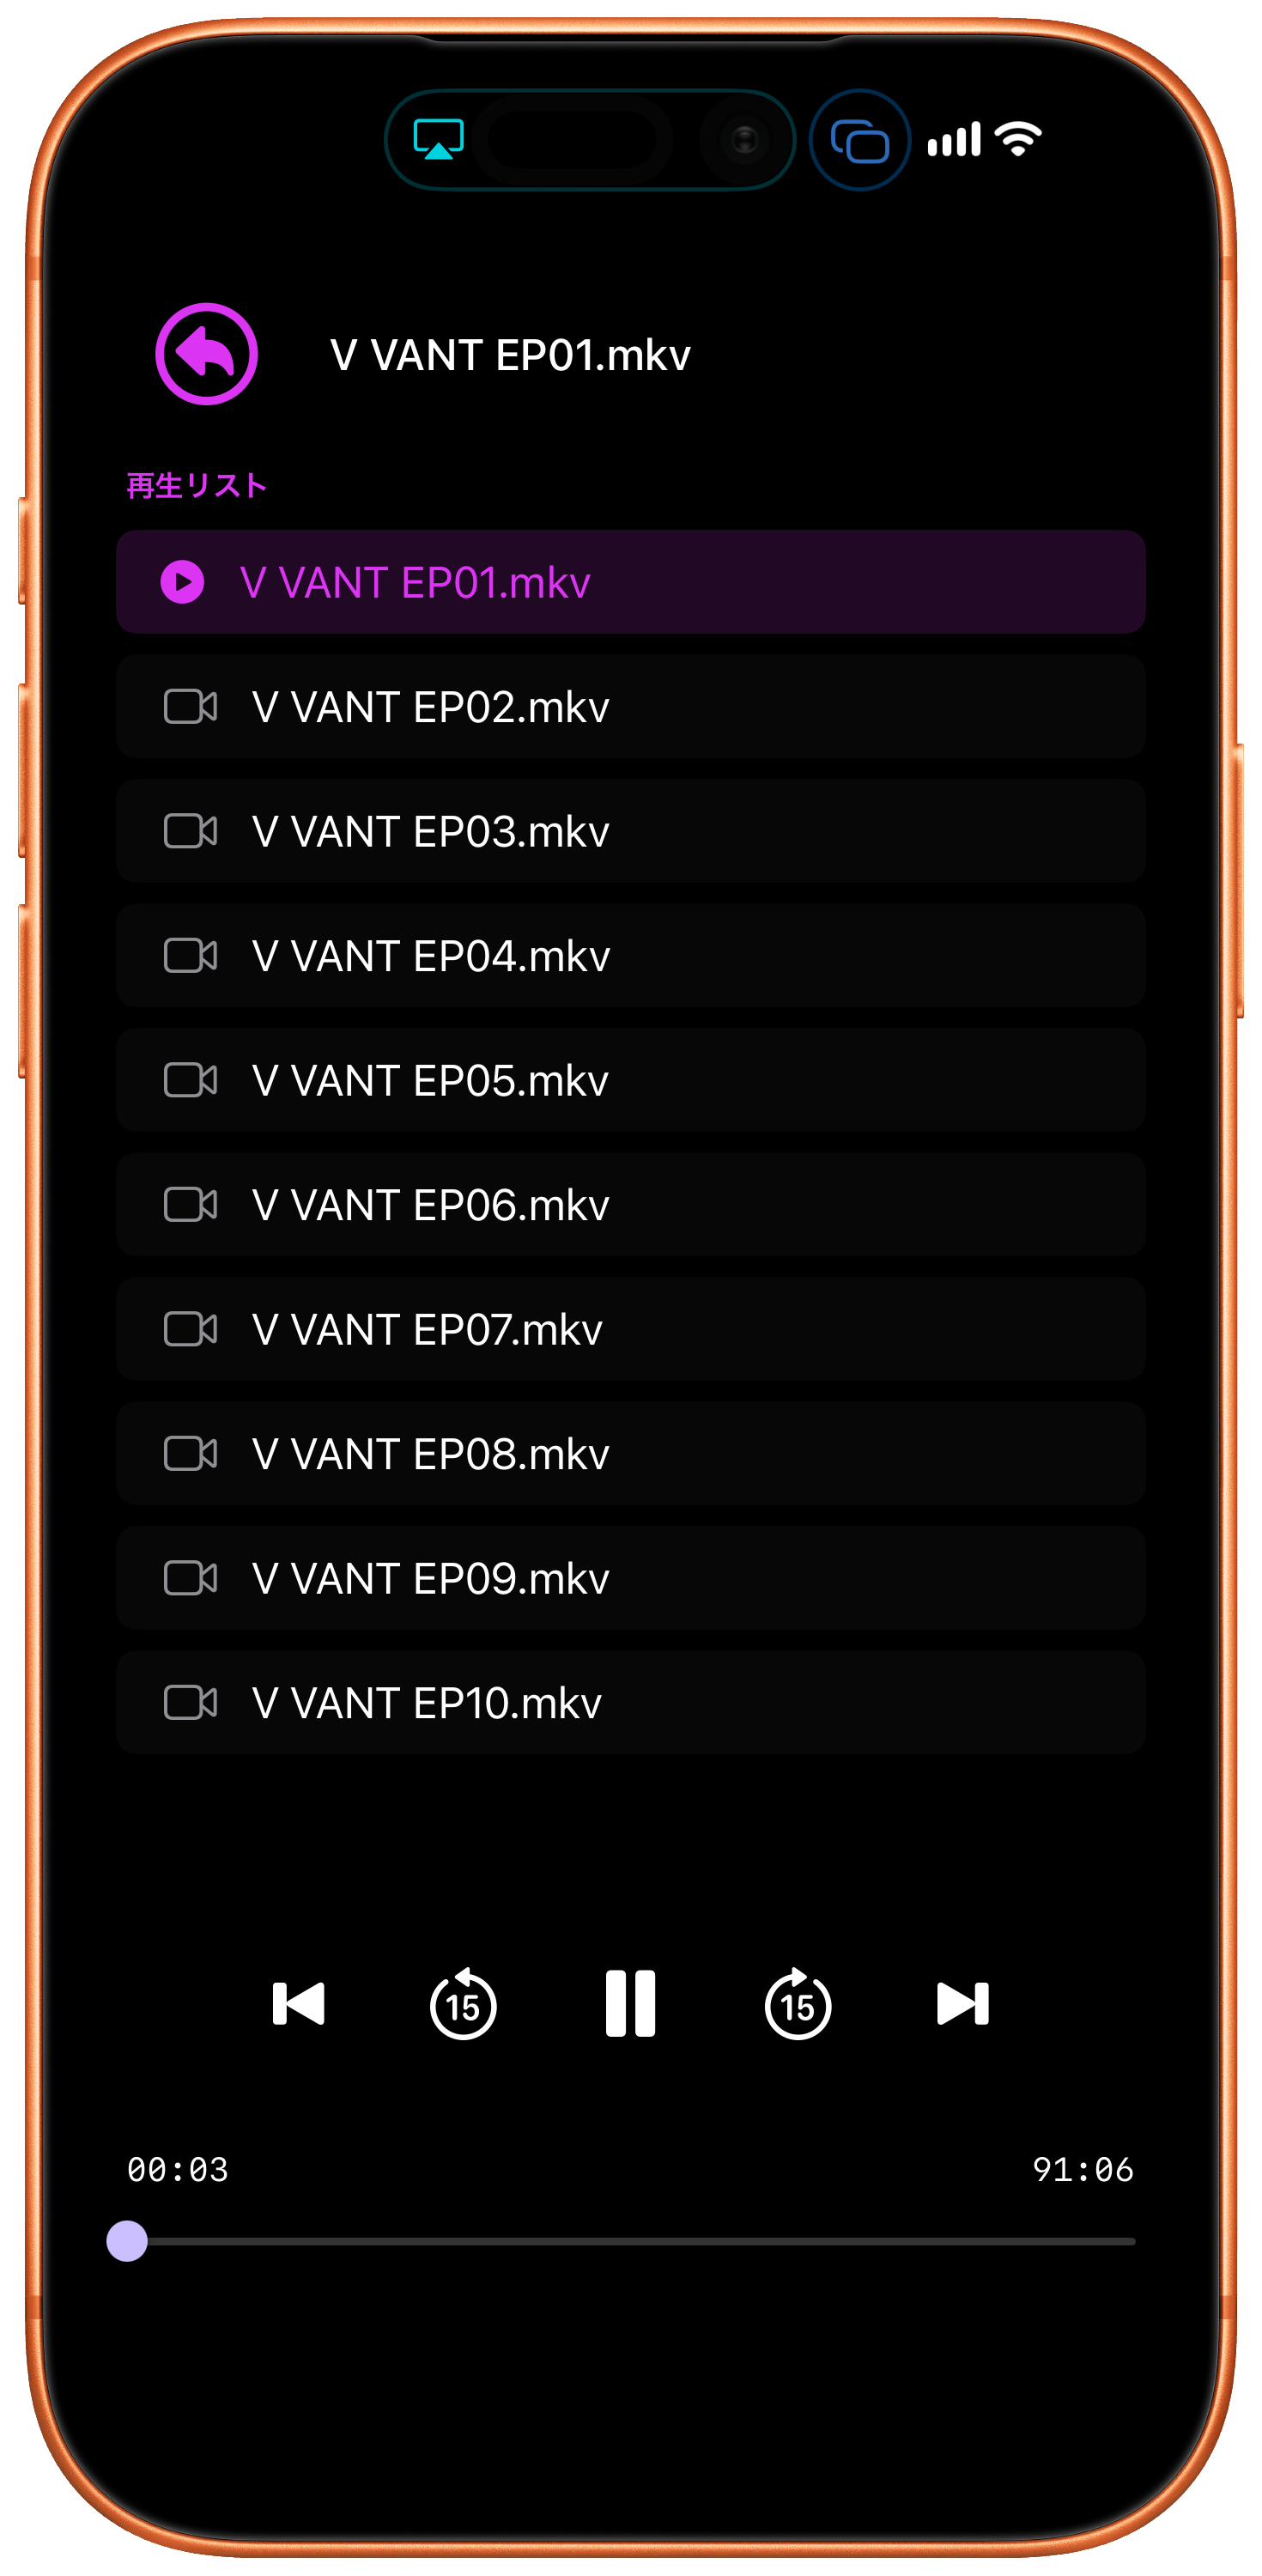 V VANT EP01.mkv
再生リスト
V VANT EP01.mkv
V VANT EP02.mkv
V VANT EP03.mkv
V VANT EP04.mkv
V VANT EP05.mkv
V VANT EP06.mkv
V VANT EP07.mkv
V VANT EP08.mkv
V VANT EP09.mkv
V VANT EP10.mkv
15 15
00:03 91:06